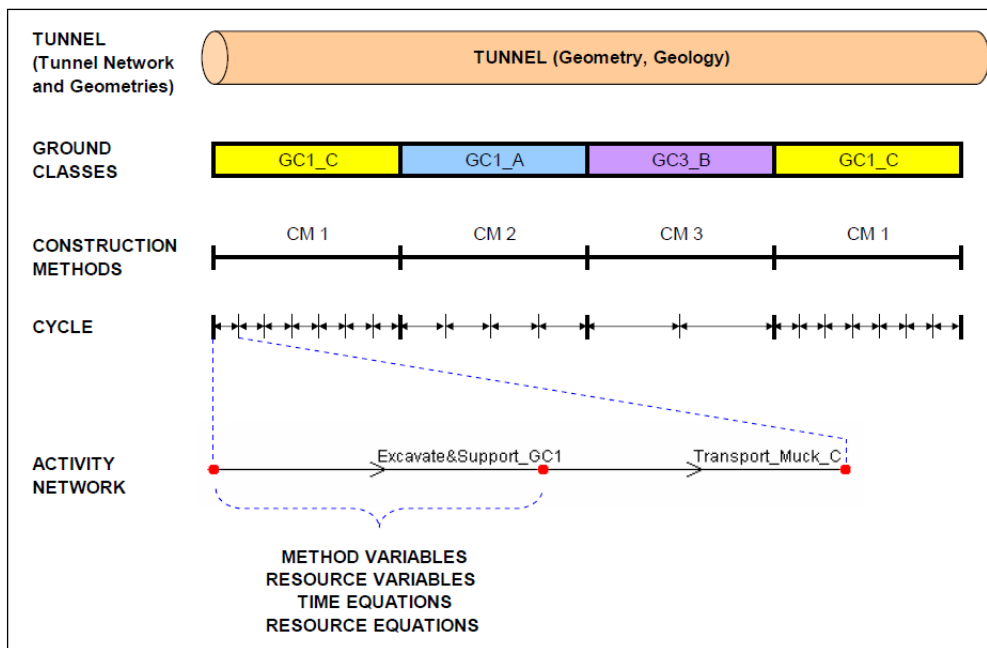 TUNNEL
(Tunnel Network
and Geometries)
TUNNEL (Geometry, Geology)
GROUND
CLASSES
GC1_C GC1_A GC3_B GC1_C
CONSTRUCTION
METHODS
CM 1 CM 2 CM 3 CM 1
CYCLE
ACTIVITY
NETWORK
Excavate&Support_GC1 Transport_Muck_C
METHOD VARIABLES
RESOURCE VARIABLES
TIME EQUATIONS
RESOURCE EQUATIONS